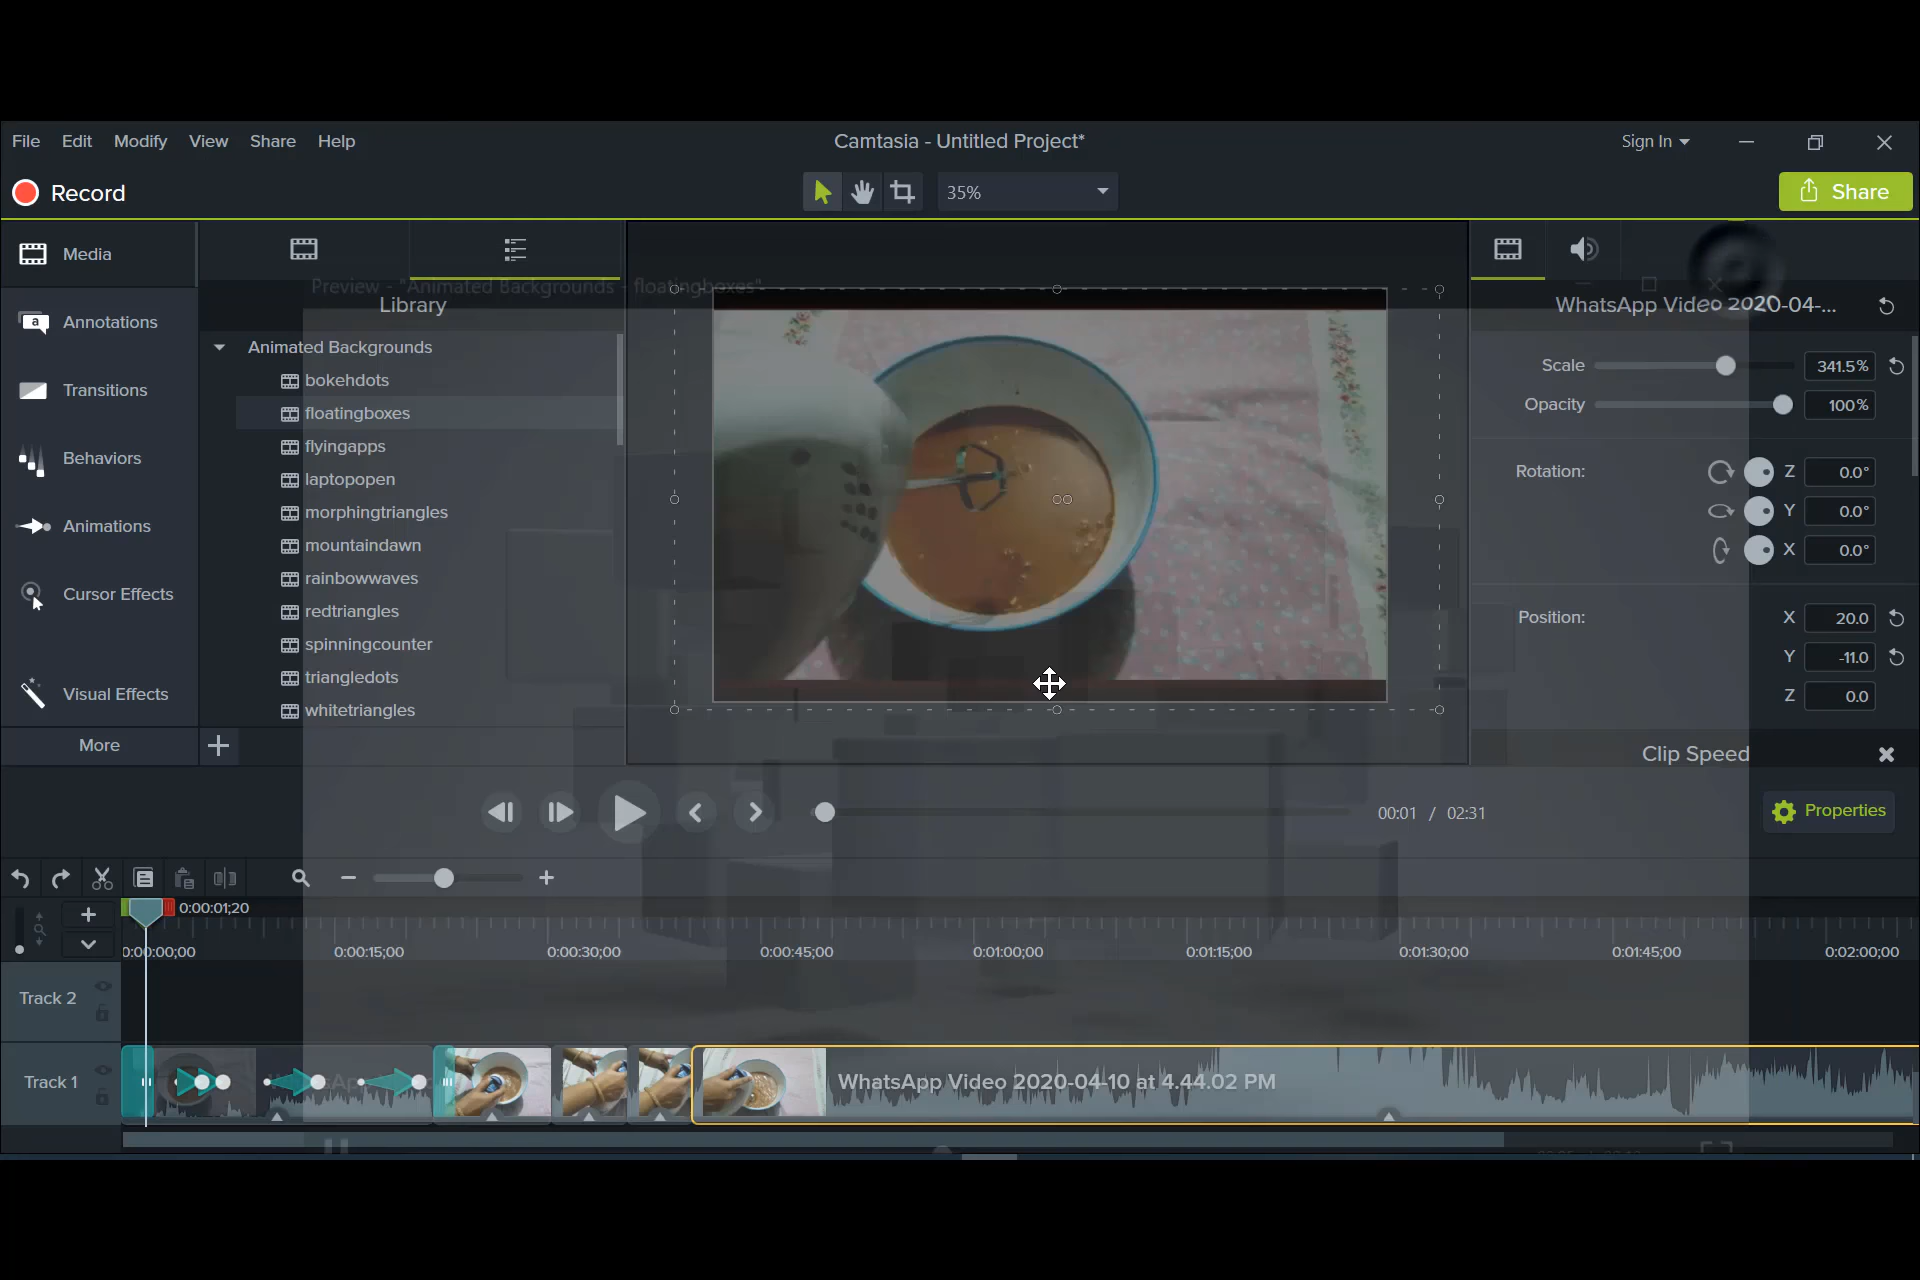 File Edit Modify View Share Help
Camtasia - Untitled Project*
Sign In
Record
35%
Share
Media
Preview - "Animated Backgrounds - floatingboxes"
Library
WhatsApp Video 2020-04-...
Annotations
Animated Backgrounds
Scale 341.5%
bokehdots
Transitions
Opacity 100%
floatingboxes
flyingapps
Behaviors
Rotation: Z 0.0°
laptopopen
morphingtriangles
Y 0.0°
Animations
mountaindawn
X 0.0°
rainbowwaves
Cursor Effects
redtriangles
Position: X 20.0
spinningcounter
Y -11.0
triangledots
Visual Effects
Z 0.0
whitetriangles
More
Clip Speed
00:01 / 02:31
Properties
0:00:01;20
0:00:00;00 0:00:15;00 0:00:30;00 0:00:45;00 0:01:00;00 0:01:15;00 0:01:30;00 0:01:45;00 0:02:00;00
Track 2
Track 1
WhatsApp Video 2020-04-10 at 4.44.02 PM